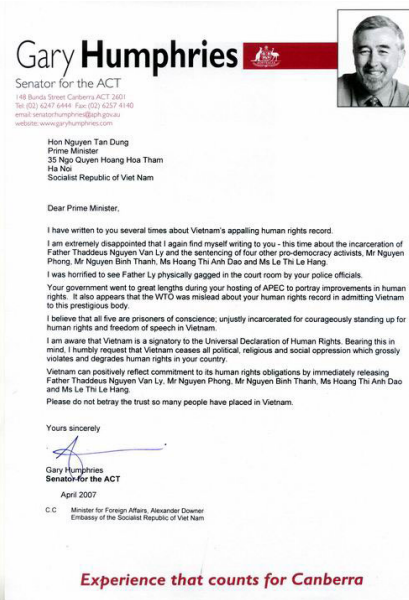 Gary Humphries
Senator for the ACT
148 Bunda Street Canberra ACT 2601
Tel: (02) 6247 6444 Fax: (02) 6257 4140
email: senatorhumphries@aph.gov.au
website: www.garyhumphries.com
Hon Nguyen Tan Dung
Prime Minister
35 Ngo Quyen Hoang Hoa Tham
Ha Noi
Socialist Republic of Viet Nam
Dear Prime Minister,
I have written to you several times about Vietnam's appalling human rights record.
I am extremely disappointed that I again find myself writing to you - this time about the incarceration of
Father Thaddeus Nguyen Van Ly and the sentencing of four other pro-democracy activists, Mr Nguyen
Phong, Mr Nguyen Binh Thanh, Ms Hoang Thi Anh Dao and Ms Le Thi Le Hang.
I was horrified to see Father Ly physically gagged in the court room by your police officials.
Your government went to great lengths during your hosting of APEC to portray improvements in human
rights. It also appears that the WTO was mislead about your human rights record in admitting Vietnam
to this prestigious body.
I believe that all five are prisoners of conscience; unjustly incarcerated for courageously standing up for
human rights and freedom of speech in Vietnam.
I am aware that Vietnam is a signatory to the Universal Declaration of Human Rights. Bearing this in
mind, I humbly request that Vietnam ceases all political, religious and social oppression which grossly
violates and degrades human rights in your country.
Vietnam can positively reflect commitment to its human rights obligations by immediately releasing
Father Thaddeus Nguyen Van Ly, Mr Nguyen Phong, Mr Nguyen Binh Thanh, Ms Hoang Thi Anh Dao
and Ms Le Thi Le Hang.
Please do not betray the trust so many people have placed in Vietnam.
Yours sincerely
Gary Humphries
Senator for the ACT
April 2007
C.C Minister for Foreign Affairs, Alexander Downer
Embassy of the Socialist Republic of Viet Nam
Experience that counts for Canberra